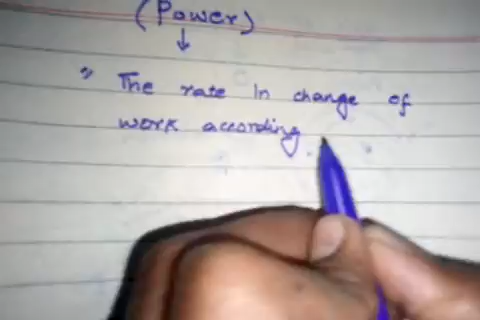 (Power)
↓
" The rate in change of
work according